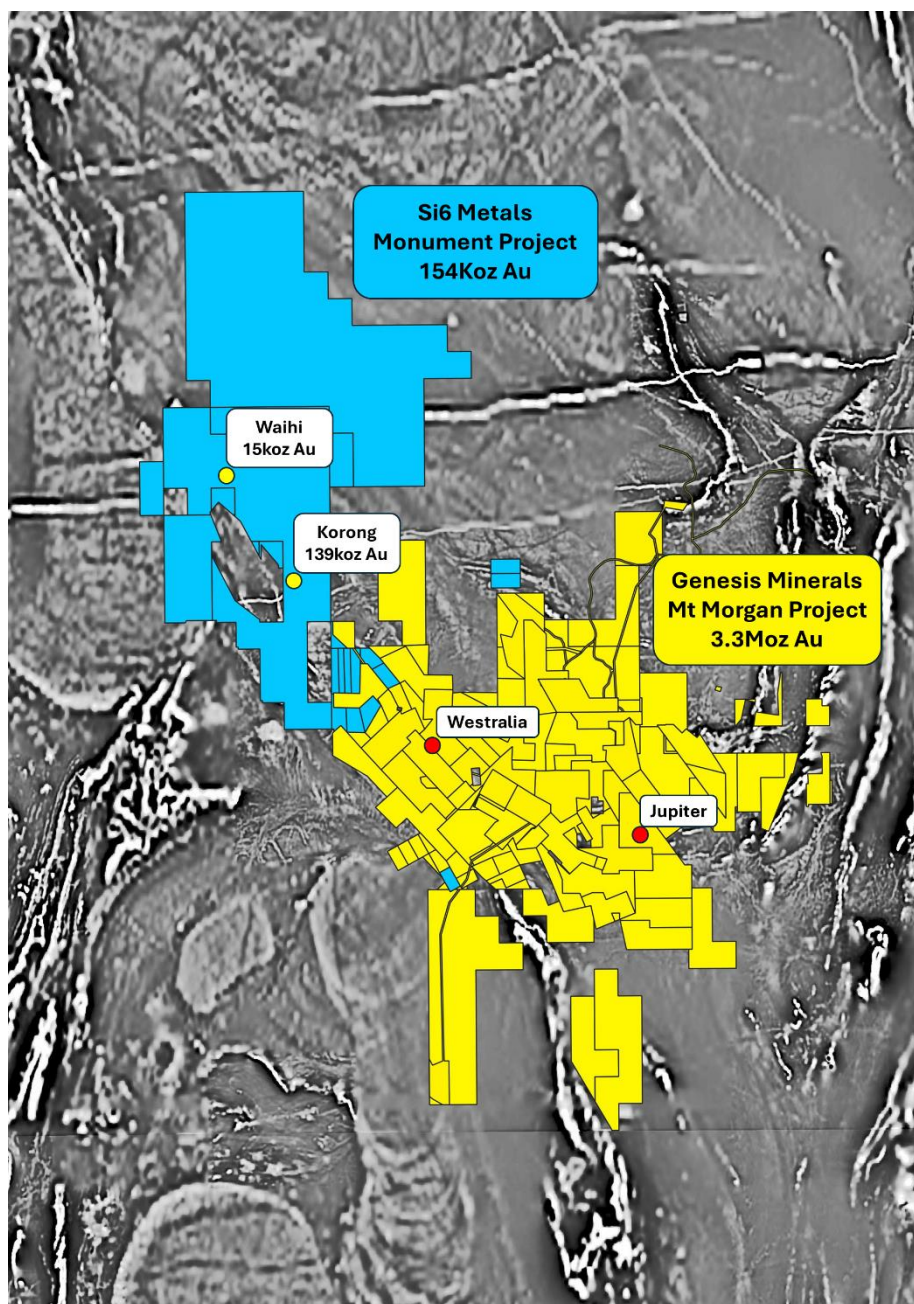 Si6 Metals
Monument Project
154Koz Au
Waihi
15koz Au
Korong
139koz Au
Genesis Minerals
Mt Morgan Project
3.3Moz Au
Westralia
Jupiter